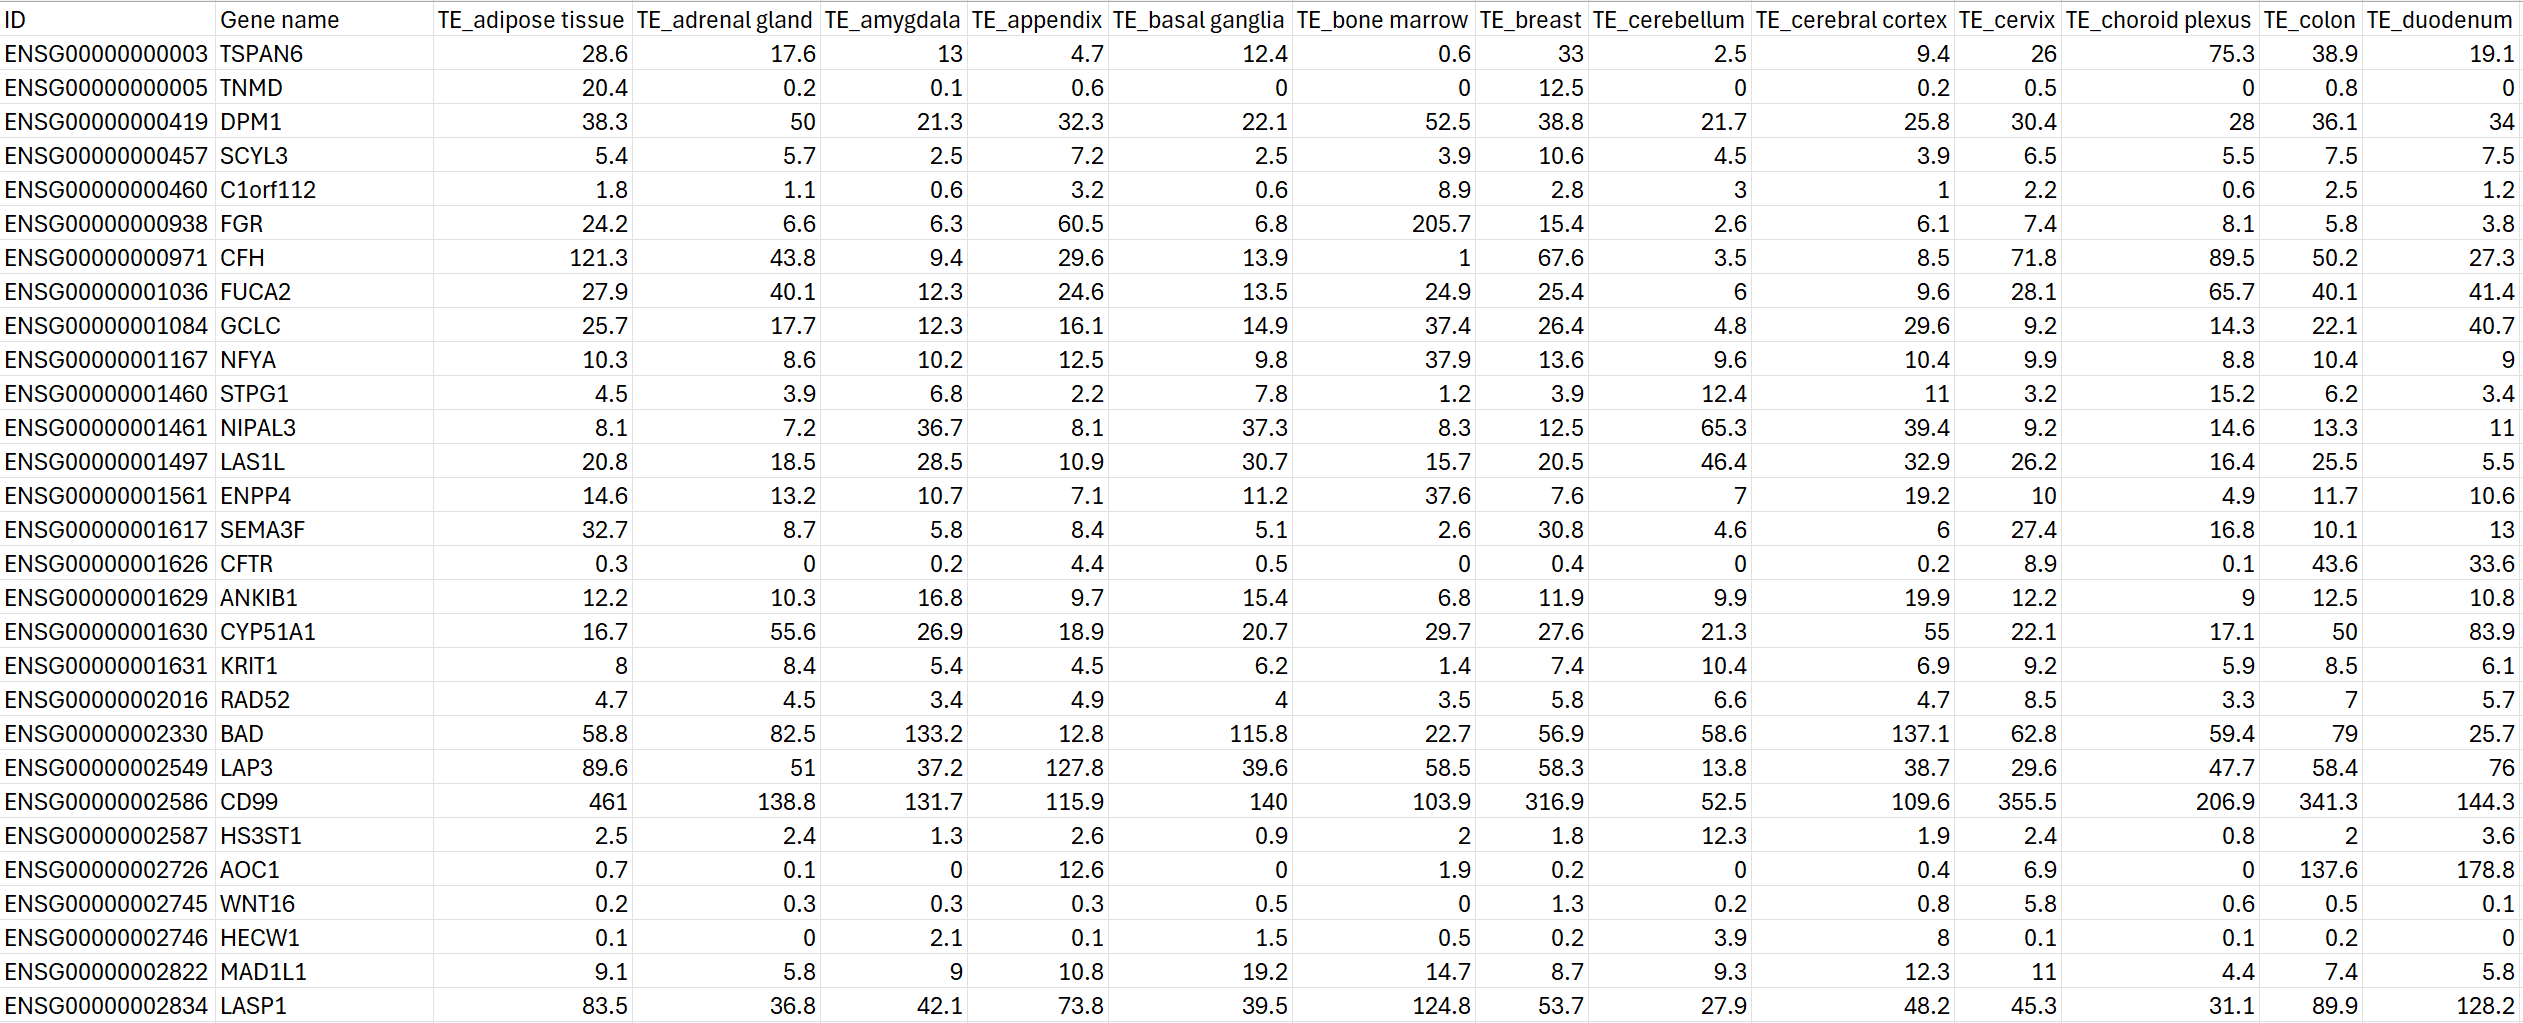 ID Gene name TE_adipose tissue TE_adrenal gland TE_amygdala TE_appendix TE_basal ganglia TE_bone marrow TE_breast TE_cerebellum TE_cerebral cortex TE_cervix TE_choroid plexus TE_colon TE_duodenum
ENSG00000000003 TSPAN6 28.6 17.6 13 4.7 12.4 0.6 33 2.5 9.4 26 75.3 38.9 19.1
ENSG00000000005 TNMD 20.4 0.2 0.1 0.6 0 0 12.5 0 0.2 0.5 0 0.8 0
ENSG00000000419 DPM1 38.3 50 21.3 32.3 22.1 52.5 38.8 21.7 25.8 30.4 28 36.1 34
ENSG00000000457 SCYL3 5.4 5.7 2.5 7.2 2.5 3.9 10.6 4.5 3.9 6.5 5.5 7.5 7.5
ENSG00000000460 C1orf112 1.8 1.1 0.6 3.2 0.6 8.9 2.8 3 1 2.2 0.6 2.5 1.2
ENSG00000000938 FGR 24.2 6.6 6.3 60.5 6.8 205.7 15.4 2.6 6.1 7.4 8.1 5.8 3.8
ENSG00000000971 CFH 121.3 43.8 9.4 29.6 13.9 1 67.6 3.5 8.5 71.8 89.5 50.2 27.3
ENSG00000001036 FUCA2 27.9 40.1 12.3 24.6 13.5 24.9 25.4 6 9.6 28.1 65.7 40.1 41.4
ENSG00000001084 GCLC 25.7 17.7 12.3 16.1 14.9 37.4 26.4 4.8 29.6 9.2 14.3 22.1 40.7
ENSG00000001167 NFYA 10.3 8.6 10.2 12.5 9.8 37.9 13.6 9.6 10.4 9.9 8.8 10.4 9
ENSG00000001460 STPG1 4.5 3.9 6.8 2.2 7.8 1.2 3.9 12.4 11 3.2 15.2 6.2 3.4
ENSG00000001461 NIPAL3 8.1 7.2 36.7 8.1 37.3 8.3 12.5 65.3 39.4 9.2 14.6 13.3 11
ENSG00000001497 LAS1L 20.8 18.5 28.5 10.9 30.7 15.7 20.5 46.4 32.9 26.2 16.4 25.5 5.5
ENSG00000001561 ENPP4 14.6 13.2 10.7 7.1 11.2 37.6 7.6 7 19.2 10 4.9 11.7 10.6
ENSG00000001617 SEMA3F 32.7 8.7 5.8 8.4 5.1 2.6 30.8 4.6 6 27.4 16.8 10.1 13
ENSG00000001626 CFTR 0.3 0 0.2 4.4 0.5 0 0.4 0 0.2 8.9 0.1 43.6 33.6
ENSG00000001629 ANKIB1 12.2 10.3 16.8 9.7 15.4 6.8 11.9 9.9 19.9 12.2 9 12.5 10.8
ENSG00000001630 CYP51A1 16.7 55.6 26.9 18.9 20.7 29.7 27.6 21.3 55 22.1 17.1 50 83.9
ENSG00000001631 KRIT1 8 8.4 5.4 4.5 6.2 1.4 7.4 10.4 6.9 9.2 5.9 8.5 6.1
ENSG00000002016 RAD52 4.7 4.5 3.4 4.9 4 3.5 5.8 6.6 4.7 8.5 3.3 7 5.7
ENSG00000002330 BAD 58.8 82.5 133.2 12.8 115.8 22.7 56.9 58.6 137.1 62.8 59.4 79 25.7
ENSG00000002549 LAP3 89.6 51 37.2 127.8 39.6 58.5 58.3 13.8 38.7 29.6 47.7 58.4 76
ENSG00000002586 CD99 461 138.8 131.7 115.9 140 103.9 316.9 52.5 109.6 355.5 206.9 341.3 144.3
ENSG00000002587 HS3ST1 2.5 2.4 1.3 2.6 0.9 2 1.8 12.3 1.9 2.4 0.8 2 3.6
ENSG00000002726 AOC1 0.7 0.1 0 12.6 0 1.9 0.2 0 0.4 6.9 0 137.6 178.8
ENSG00000002745 WNT16 0.2 0.3 0.3 0.3 0.5 0 1.3 0.2 0.8 5.8 0.6 0.5 0.1
ENSG00000002746 HECW1 0.1 0 2.1 0.1 1.5 0.5 0.2 3.9 8 0.1 0.1 0.2 0
ENSG00000002822 MAD1L1 9.1 5.8 9 10.8 19.2 14.7 8.7 9.3 12.3 11 4.4 7.4 5.8
ENSG00000002834 LASP1 83.5 36.8 42.1 73.8 39.5 124.8 53.7 27.9 48.2 45.3 31.1 89.9 128.2